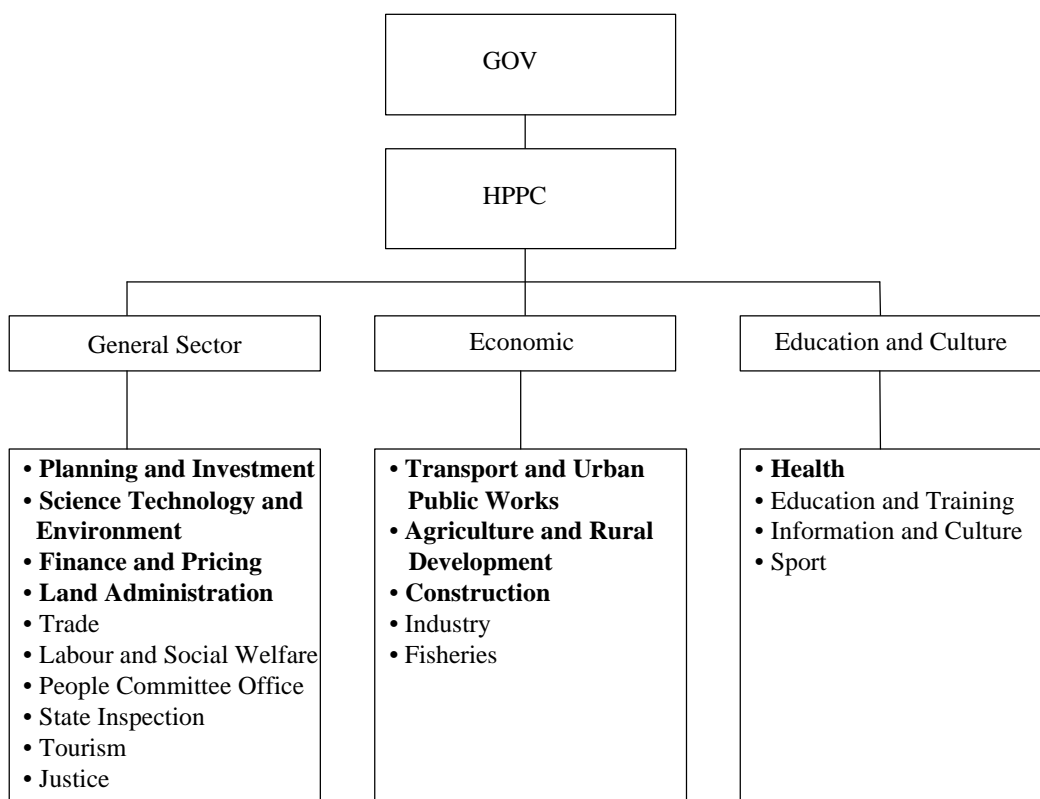 GOV
HPPC
General Sector
Economic
Education and Culture
• Planning and Investment
• Science Technology and
Environment
• Finance and Pricing
• Land Administration
• Trade
• Labour and Social Welfare
• People Committee Office
• State Inspection
• Tourism
• Justice
• Transport and Urban
Public Works
• Agriculture and Rural
Development
• Construction
• Industry
• Fisheries
• Health
• Education and Training
• Information and Culture
• Sport